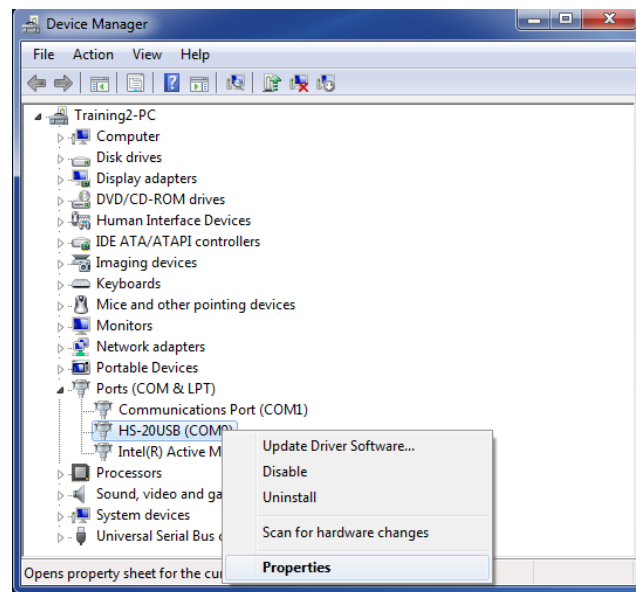 Device Manager
File Action View Help
Training2-PC
Computer
Disk drives
Display adapters
DVD/CD-ROM drives
Human Interface Devices
IDE ATA/ATAPI controllers
Imaging devices
Keyboards
Mice and other pointing devices
Monitors
Network adapters
Portable Devices
Ports (COM & LPT)
Communications Port (COM1)
HS-20USB
Intel(R) Active M
Processors
Sound, video and ga
System devices
Universal Serial Bus
Update Driver Software...
Disable
Uninstall
Scan for hardware changes
Properties
Opens property sheet for the cu